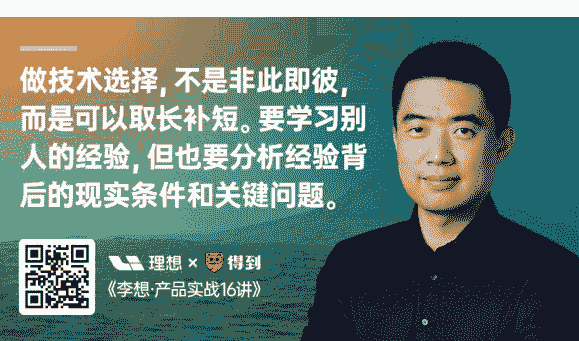 做技术选择，不是非此即彼，
而是可以取长补短。要学习别
人的经验，但也要分析经验背
后的现实条件和关键问题。
理想 × 得到
《李想·产品实战16讲》